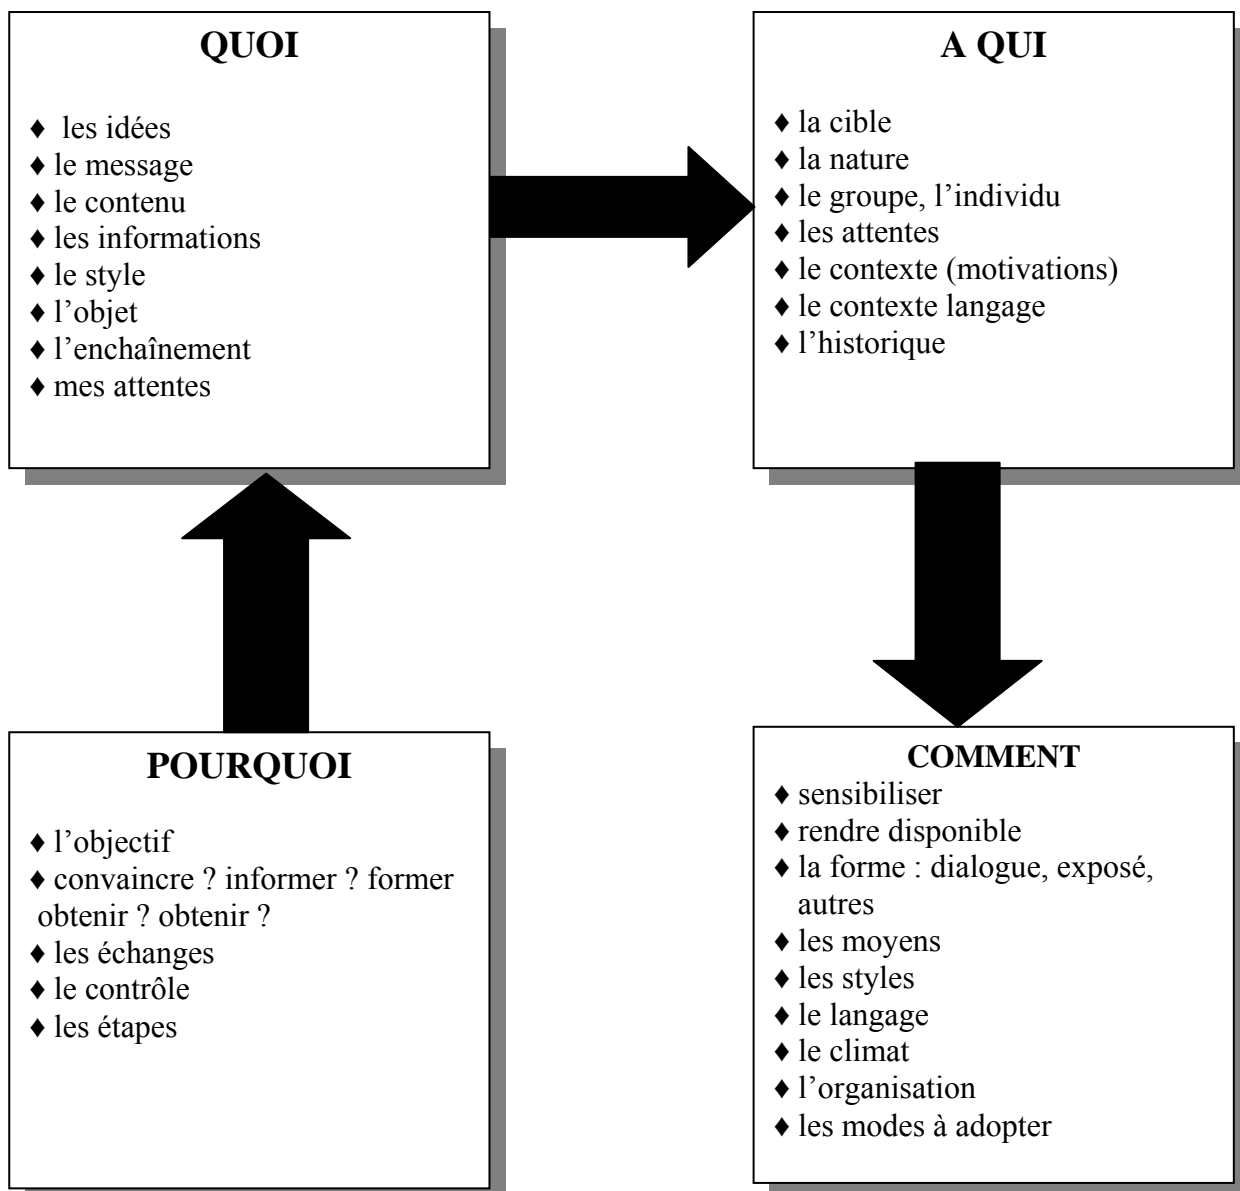 QUOI
♦ les idées
♦ le message
♦ le contenu
♦ les informations
♦ le style
♦ l’objet
♦ l’enchaînement
♦ mes attentes
A QUI
♦ la cible
♦ la nature
♦ le groupe, l’individu
♦ les attentes
♦ le contexte (motivations)
♦ le contexte langage
♦ l’historique
POURQUOI
♦ l’objectif
♦ convaincre ? informer ? former
obtenir ? obtenir ?
♦ les échanges
♦ le contrôle
♦ les étapes
COMMENT
♦ sensibiliser
♦ rendre disponible
♦ la forme : dialogue, exposé,
autres
♦ les moyens
♦ les styles
♦ le langage
♦ le climat
♦ l’organisation
♦ les modes à adopter